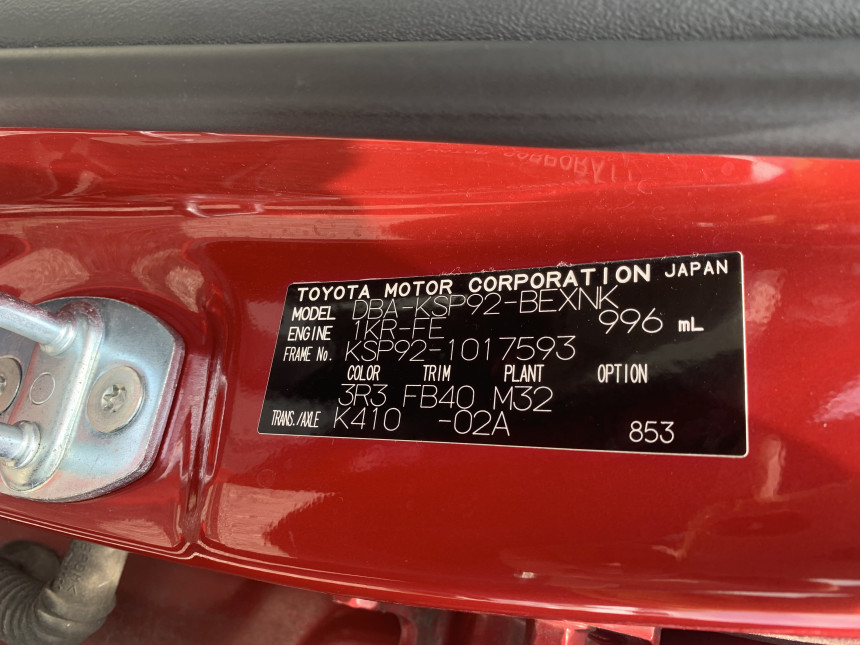 TOYOTA MOTOR CORPORATION JAPAN
MODEL DBA-KSP92-BEXNK
ENGINE 1KR-FE 996 mL
FRAME No. KSP92-1017593
COLOR TRIM PLANT OPTION
3R3 FB40 M32
TRANS./AXLE K410 -02A 853